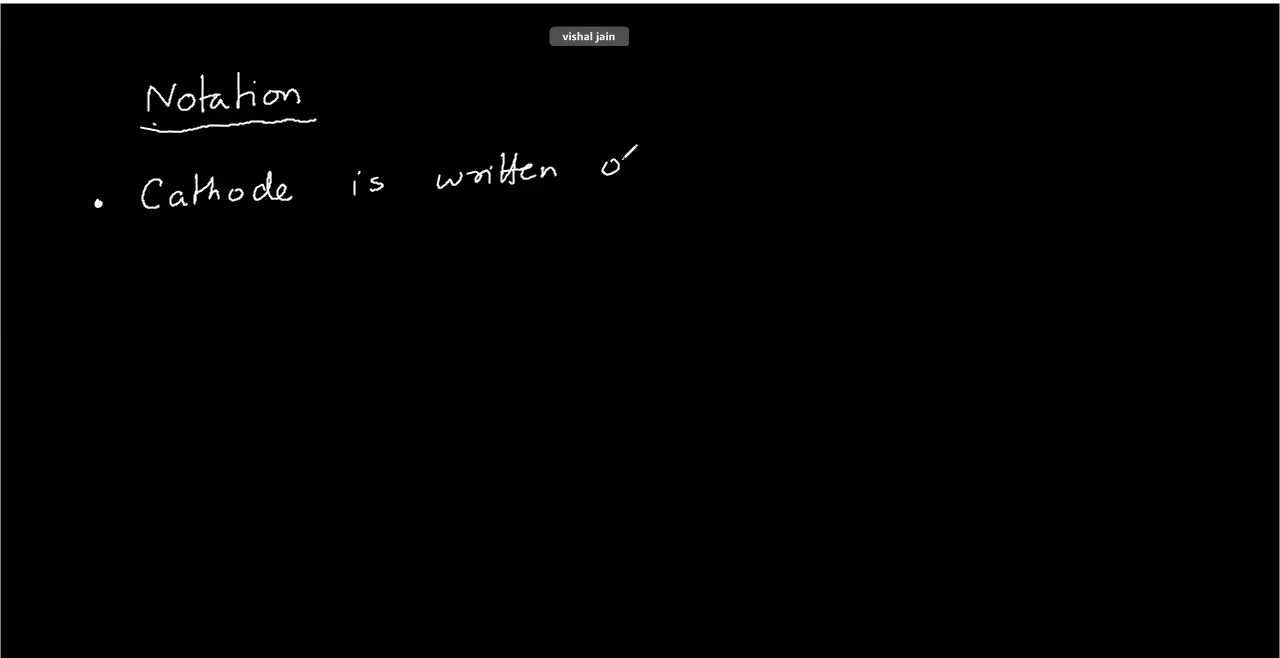 vishal jain
Notation
• Cathode is written